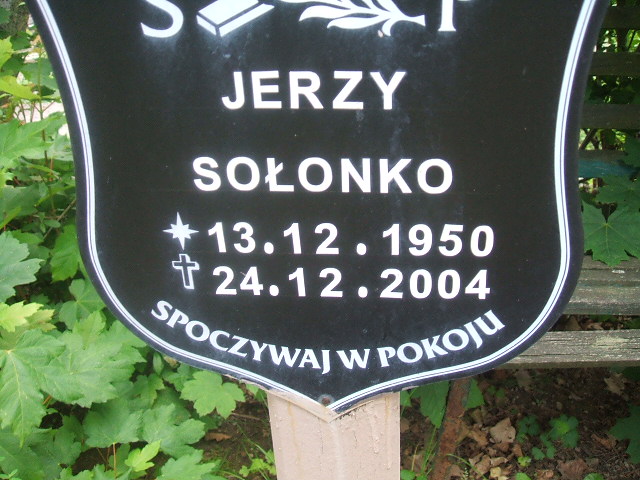 S P
JERZY
SOŁONKO
13.12.1950
24.12.2004
SPOCZYWAJ W POKOJU